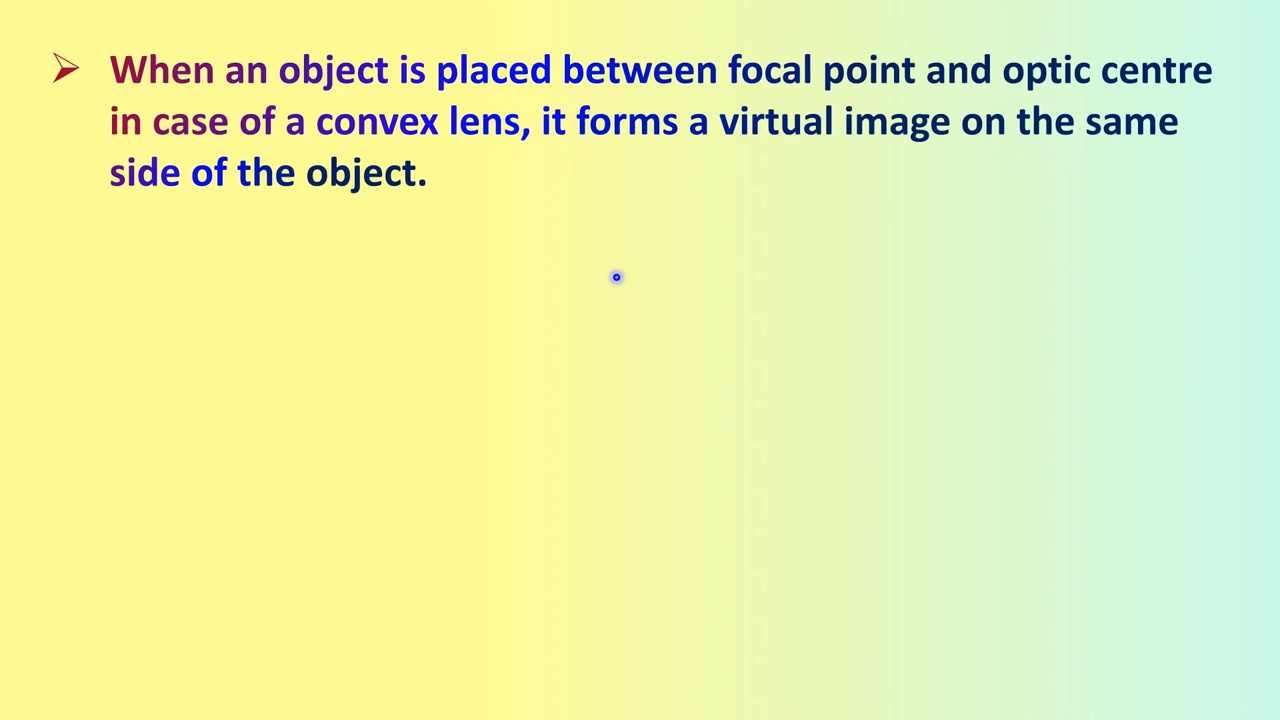 ➢ When an object is placed between focal point and optic centre
in case of a convex lens, it forms a virtual image on the same
side of the object.